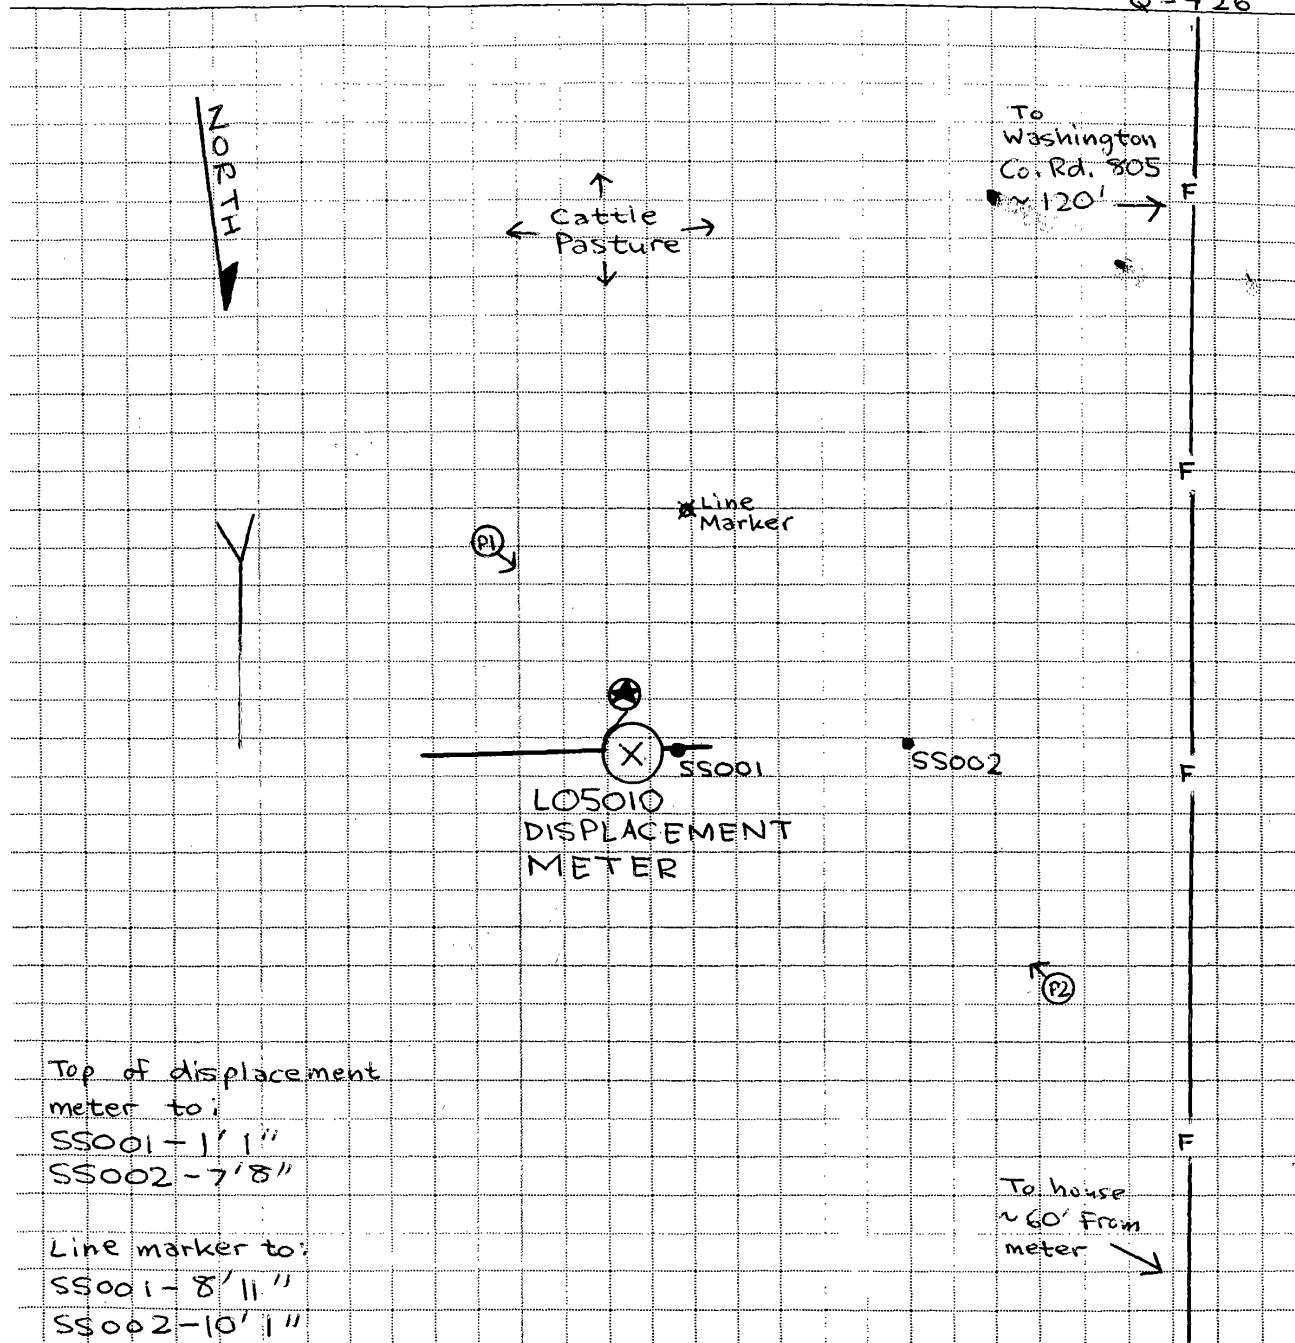 NORTH
To
Washington
Co. Rd. 805
~ 120'
F
Cattle
Pasture
F
Line
Marker
P1
SS001
SS002
F
LO5010
DISPLACEMENT
METER
P2
Top of displacement
meter to:
SS001 - 1' 1"
SS002 - 7' 8"
F
To house
~ 60' From
meter
Line marker to:
SS001 - 8' 11"
SS002 - 10' 1"